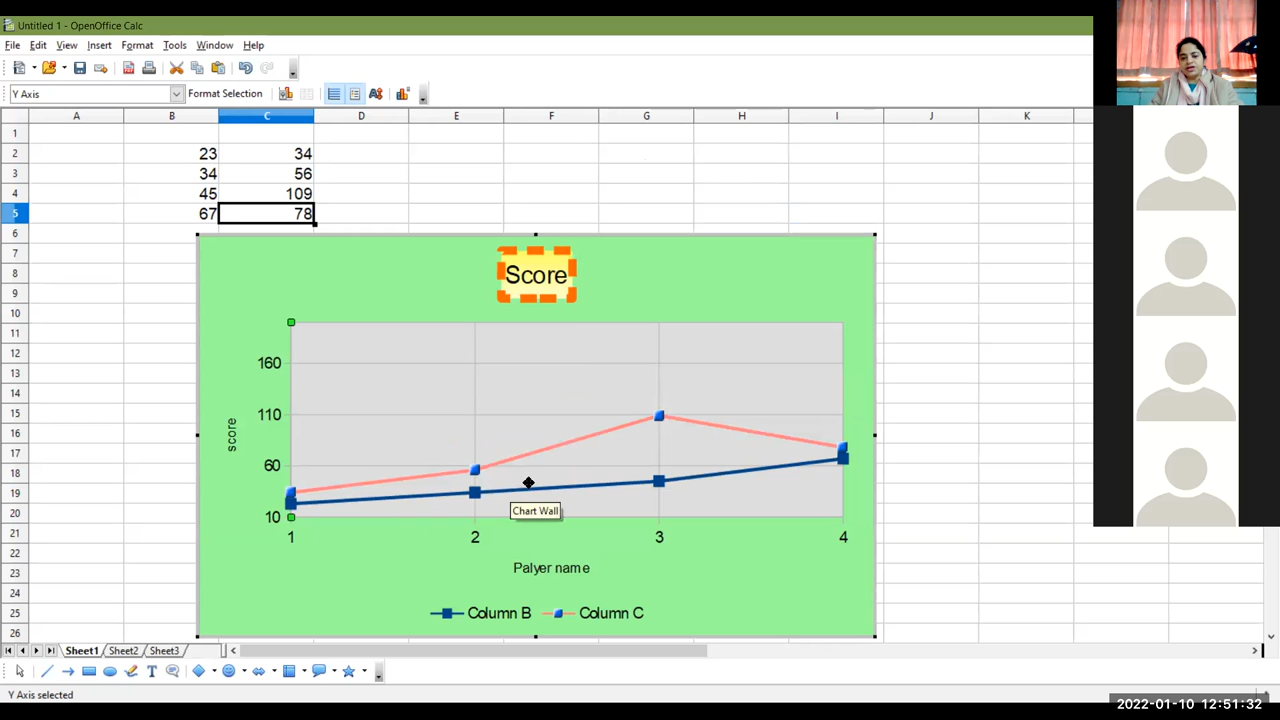 Untitled 1 - OpenOffice Calc
File Edit View Insert Format Tools Window Help
Y Axis Format Selection
A B C D E F G H I J K
1
2 23 34
3 34 56
4 45 109
5 67 78
6
7
8
9
10
11
12
13
14
15
16
17
18
19
20
21
22
23
24
25
26
Score
160
110
60
10
score
Chart Wall
1 2 3 4
Palyer name
Column B Column C
Sheet1 Sheet2 Sheet3
Y Axis selected
2022-01-10 12:51:32